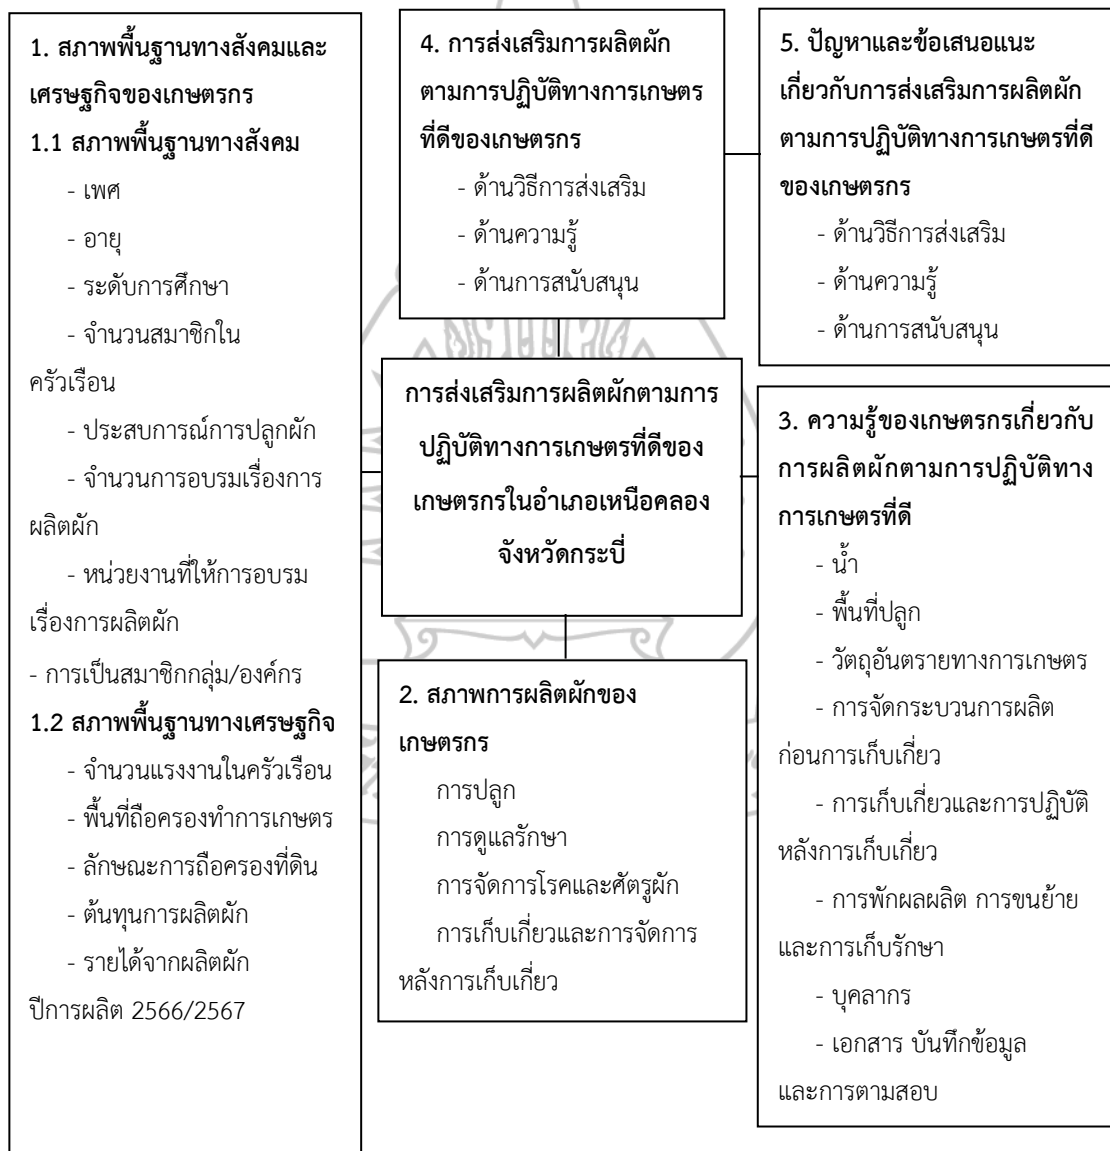 1. สภาพพื้นฐานทางสังคมและ
เศรษฐกิจของเกษตรกร
1.1 สภาพพื้นฐานทางสังคม
- เพศ
- อายุ
- ระดับการศึกษา
- จำนวนสมาชิกใน
ครัวเรือน
- ประสบการณ์การปลูกผัก
- จำนวนการอบรมเรื่องการ
ผลิตผัก
- หน่วยงานที่ให้การอบรม
เรื่องการผลิตผัก
- การเป็นสมาชิกกลุ่ม/องค์กร
1.2 สภาพพื้นฐานทางเศรษฐกิจ
- จำนวนแรงงานในครัวเรือน
- พื้นที่ถือครองทำการเกษตร
- ลักษณะการถือครองที่ดิน
- ต้นทุนการผลิตผัก
- รายได้จากผลิตผัก
ปีการผลิต 2566/2567
4. การส่งเสริมการผลิตผัก
ตามการปฏิบัติทางการเกษตร
ที่ดีของเกษตรกร
- ด้านวิธีการส่งเสริม
- ด้านความรู้
- ด้านการสนับสนุน
การส่งเสริมการผลิตผักตามการ
ปฏิบัติทางการเกษตรที่ดีของ
เกษตรกรในอำเภอเหนือคลอง
จังหวัดกระบี่
2. สภาพการผลิตผักของ
เกษตรกร
การปลูก
การดูแลรักษา
การจัดการโรคและศัตรูผัก
การเก็บเกี่ยวและการจัดการ
หลังการเก็บเกี่ยว
5. ปัญหาและข้อเสนอแนะ
เกี่ยวกับการส่งเสริมการผลิตผัก
ตามการปฏิบัติทางการเกษตรที่ดี
ของเกษตรกร
- ด้านวิธีการส่งเสริม
- ด้านความรู้
- ด้านการสนับสนุน
3. ความรู้ของเกษตรกรเกี่ยวกับ
การผลิตผักตามการปฏิบัติทาง
การเกษตรที่ดี
- น้ำ
- พื้นที่ปลูก
- วัตถุอันตรายทางการเกษตร
- การจัดกระบวนการผลิต
ก่อนการเก็บเกี่ยว
- การเก็บเกี่ยวและการปฏิบัติ
หลังการเก็บเกี่ยว
- การพักผลผลิต การขนย้าย
และการเก็บรักษา
- บุคลากร
- เอกสาร บันทึกข้อมูล
และการตามสอบ